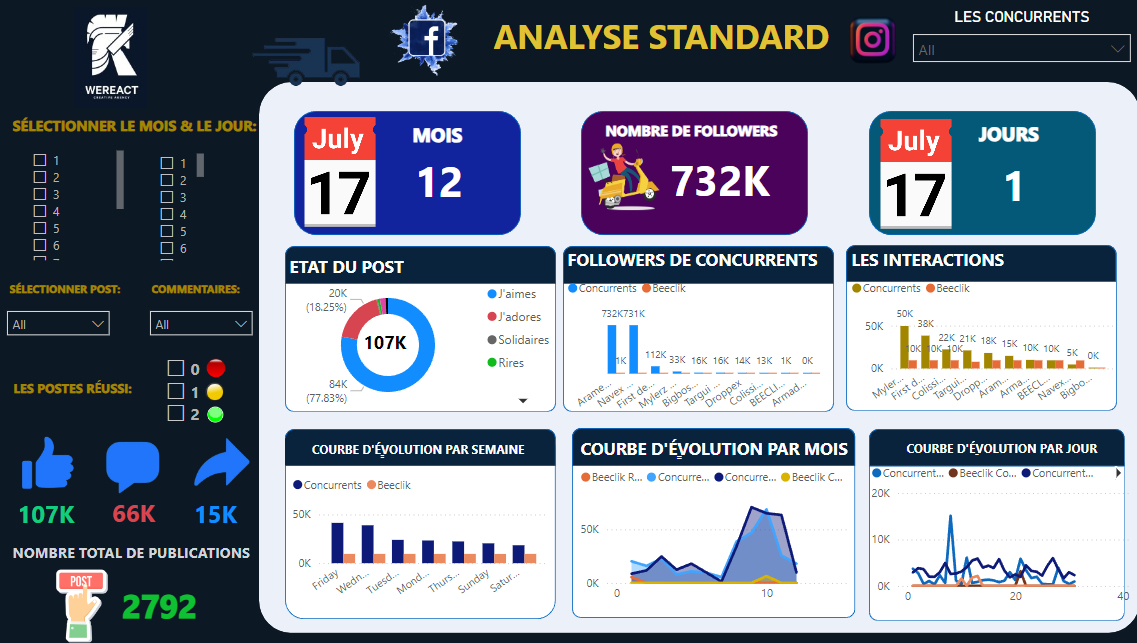 WEREACT
CREATIVE AGENCY
ANALYSE STANDARD
LES CONCURRENTS
All
SÉLECTIONNER LE MOIS & LE JOUR:
1
2
3
4
5
6
1
2
3
4
5
6
SÉLECTIONNER POST:
COMMENTAIRES:
All
All
LES POSTES RÉUSSI:
0
1
2
107K
66K
15K
NOMBRE TOTAL DE PUBLICATIONS
POST
2792
July
17
MOIS
12
NOMBRE DE FOLLOWERS
732K
July
17
JOURS
1
ETAT DU POST
20K
(18.25%)
107K
84K
(77.83%)
J'aimes
J'adores
Solidaires
Rires
FOLLOWERS DE CONCURRENTS
Concurrents Beeclik
732K 731K
1K 112K 33K 16K 16K 14K 13K 1K 0K
Arame... Navex ... First de... Mylerz ... Bigbos... Targui ... Droppex Colissi... BEECLI... Armad...
LES INTERACTIONS
Concurrents Beeclik
50K
0K
50K 38K 22K 21K 18K 15K 10K 10K 5K 0K
10K 10K 10K
Myler... First d... Colissi... Targui... Dropp... Aram... Arma... BEECL... Navex... Bigbo...
COURBE D'ÉVOLUTION PAR SEMAINE
Concurrents Beeclik
50K
0K
Friday Wedn... Tuesd... Mond... Thurs... Sunday Satur...
COURBE D'ÉVOLUTION PAR MOIS
Beeclik R... Concurre... Concurre... Beeclik C...
50K
0K
0 10
COURBE D'ÉVOLUTION PAR JOUR
Concurrent... Beeclik Co... Concurrent...
20K
10K
0K
0 20 40